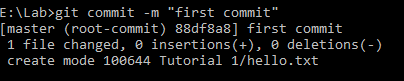 E:\Lab>git commit -m "first commit"
[master (root-commit) 88df8a8] first commit
 1 file changed, 0 insertions(+), 0 deletions(-)
 create mode 100644 Tutorial 1/hello.txt